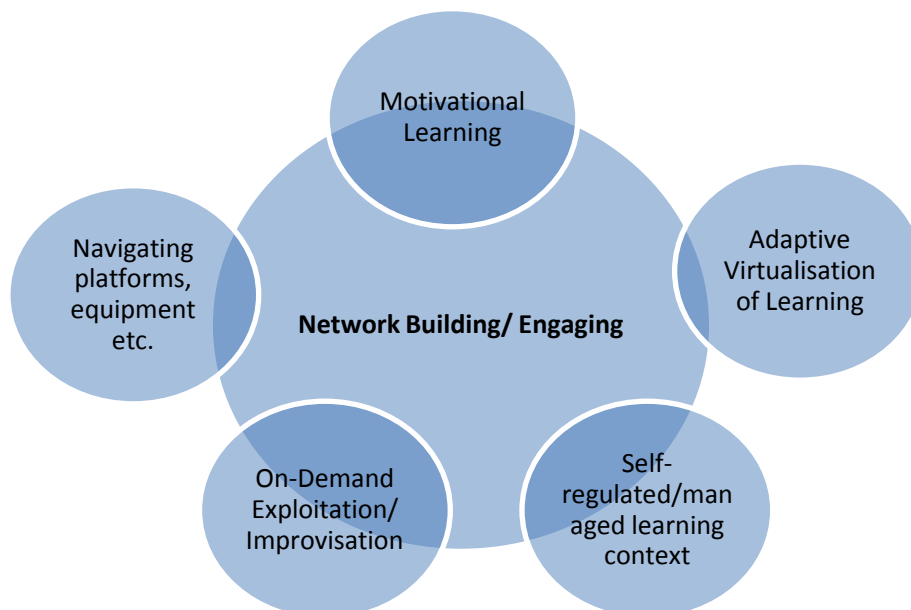 Motivational
Learning
Navigating
platforms,
equipment
etc.
Adaptive
Virtualisation
of Learning
Network Building/ Engaging
On-Demand
Exploitation/
Improvisation
Self-
regulated/man
aged learning
context